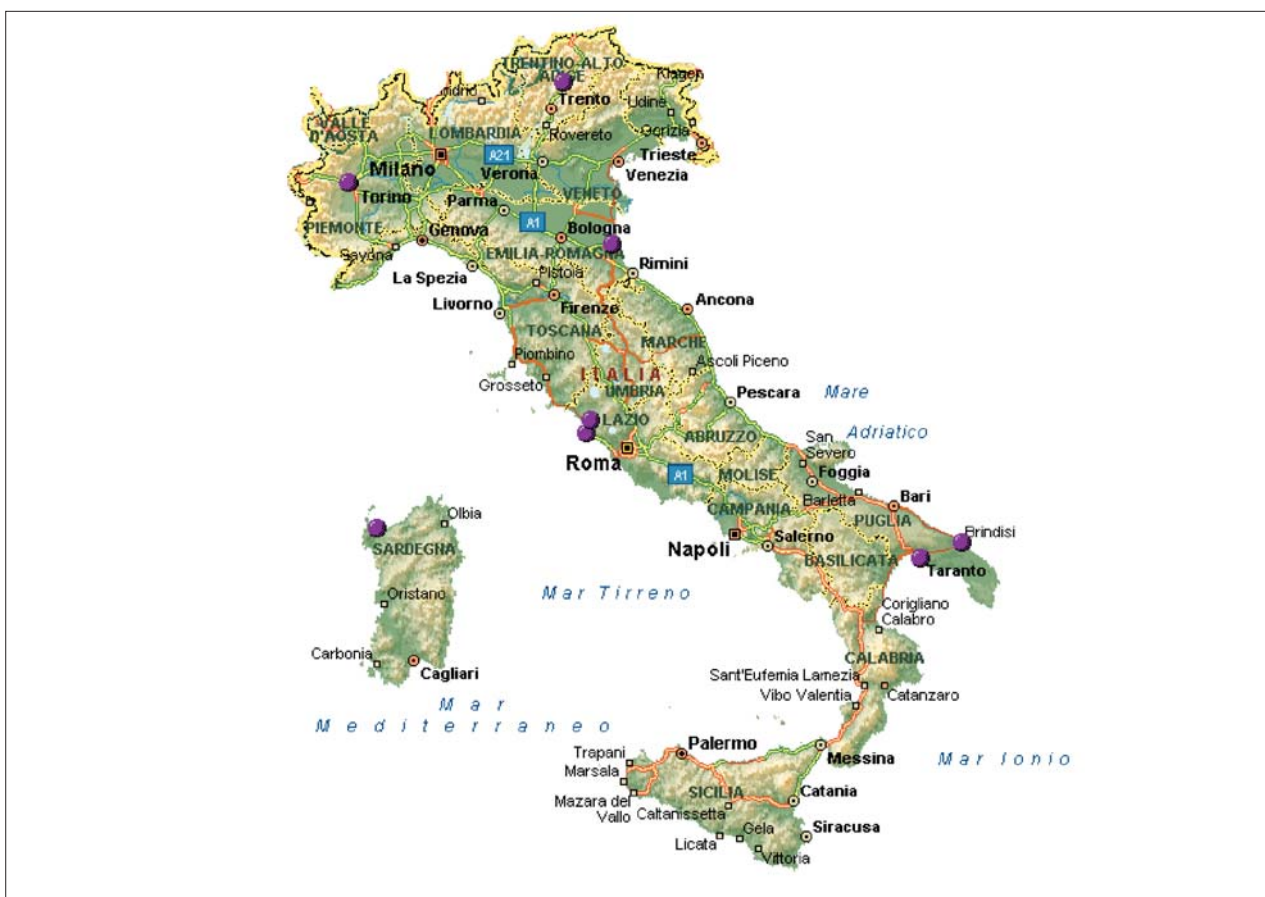 TRENTINO-ALTO
ADIGE
Klagen
Trento
Udine
VALLE
D'AOSTA
LOMBARDIA
Rovereto
Gorizia
Milano
A21
Verona
Trieste
Venezia
Torino
Parma
VENETO
PIEMONTE
Genova
A1
Bologna
Savona
EMILIA-ROMAGNA
La Spezia
Pistoia
Rimini
Livorno
Firenze
Ancona
TOSCANA
MARCHE
Piombino
Ascoli Piceno
ITALIA
Grosseto
UMBRIA
Pescara
Mare
Adriatico
LAZIO
ABRUZZO
San
Severo
Roma
A1
MOLISE
Foggia
Barletta
Bari
CAMPANIA
PUGLIA
Olbia
SARDEGNA
Napoli
Salerno
Brindisi
BASILICATA
Taranto
Mar Tirreno
Oristano
Corigliano
Calabro
Carbonia
Cagliari
CALABRIA
Sant'Eufemia Lamezia
Vibo Valentia
Catanzaro
Mar
Mediterraneo
Palermo
Trapani
Messina
Mar Ionio
Marsala
SICILIA
Mazara del
Vallo
Catania
Caltanissetta
Siracusa
Licata
Gela
Vittoria